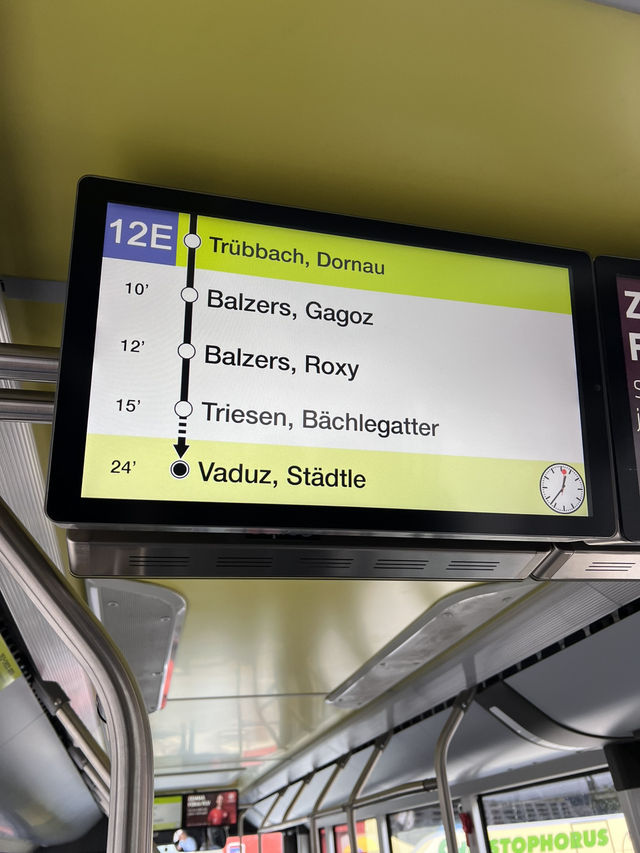 12E
Trübbach, Dornau
10' Balzers, Gagoz
12' Balzers, Roxy
15' Triesen, Bächlegatter
24' Vaduz, Städtle
STOPHORUS